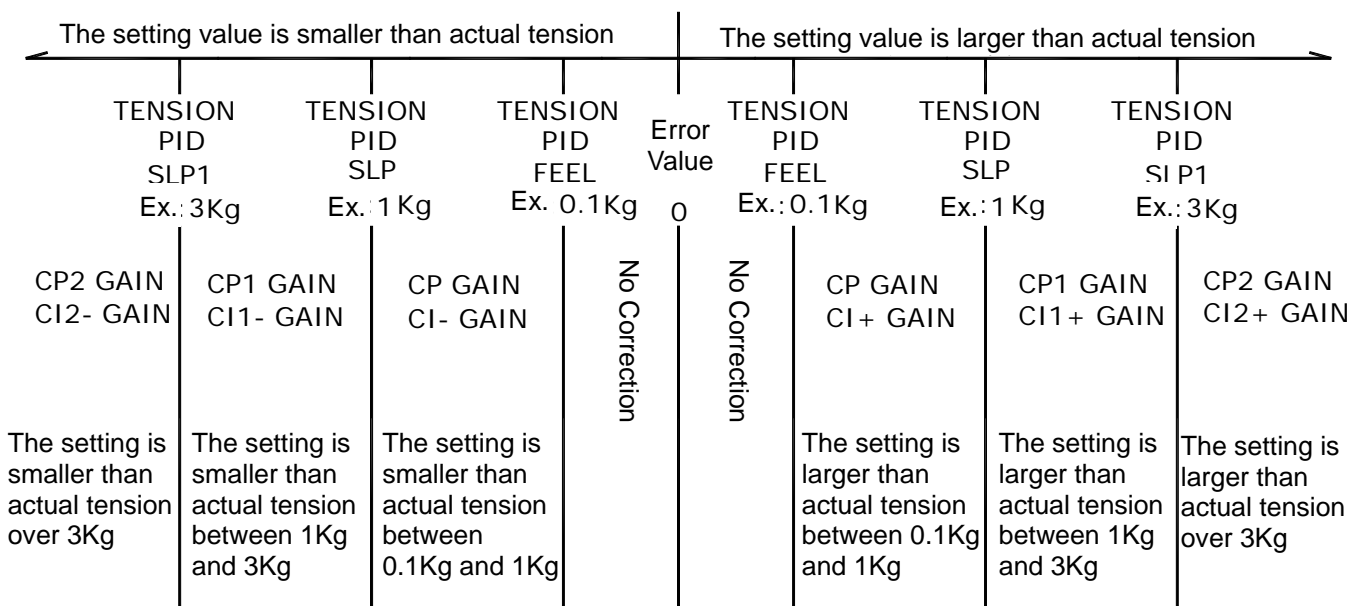 The setting value is smaller than actual tension
The setting value is larger than actual tension
TENSION
PID
SLP1
Ex.: 3Kg
TENSION
PID
SLP
Ex.: 1Kg
TENSION
PID
FEEL
Ex. 0.1Kg
Error
Value
0
TENSION
PID
FEEL
Ex.: 0.1Kg
TENSION
PID
SLP
Ex.: 1Kg
TENSION
PID
SLP1
Ex.: 3Kg
CP2 GAIN
CI2- GAIN
CP1 GAIN
CI1- GAIN
CP GAIN
CI- GAIN
No Correction
No Correction
CP GAIN
CI+ GAIN
CP1 GAIN
CI1+ GAIN
CP2 GAIN
CI2+ GAIN
The setting is
smaller than
actual tension
over 3Kg
The setting is
smaller than
actual tension
between 1Kg
and 3Kg
The setting is
smaller than
actual tension
between
0.1Kg and 1Kg
The setting is
larger than
actual tension
between 0.1Kg
and 1Kg
The setting is
larger than
actual tension
between 1Kg
and 3Kg
The setting is
larger than
actual tension
over 3Kg